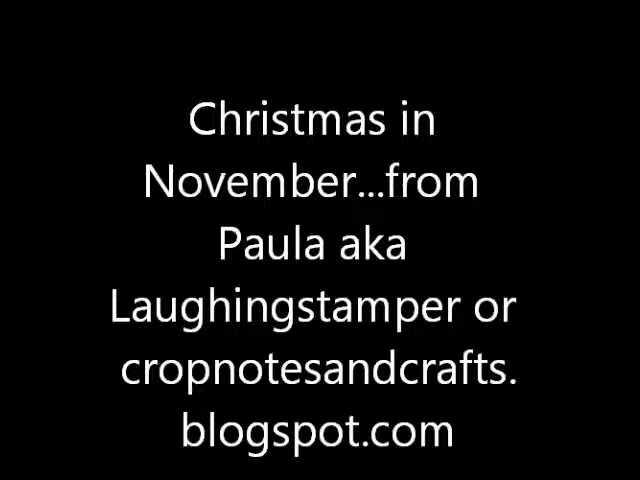 Christmas in
November...from
Paula aka
Laughingstamper or
cropnotesandcrafts.
blogspot.com